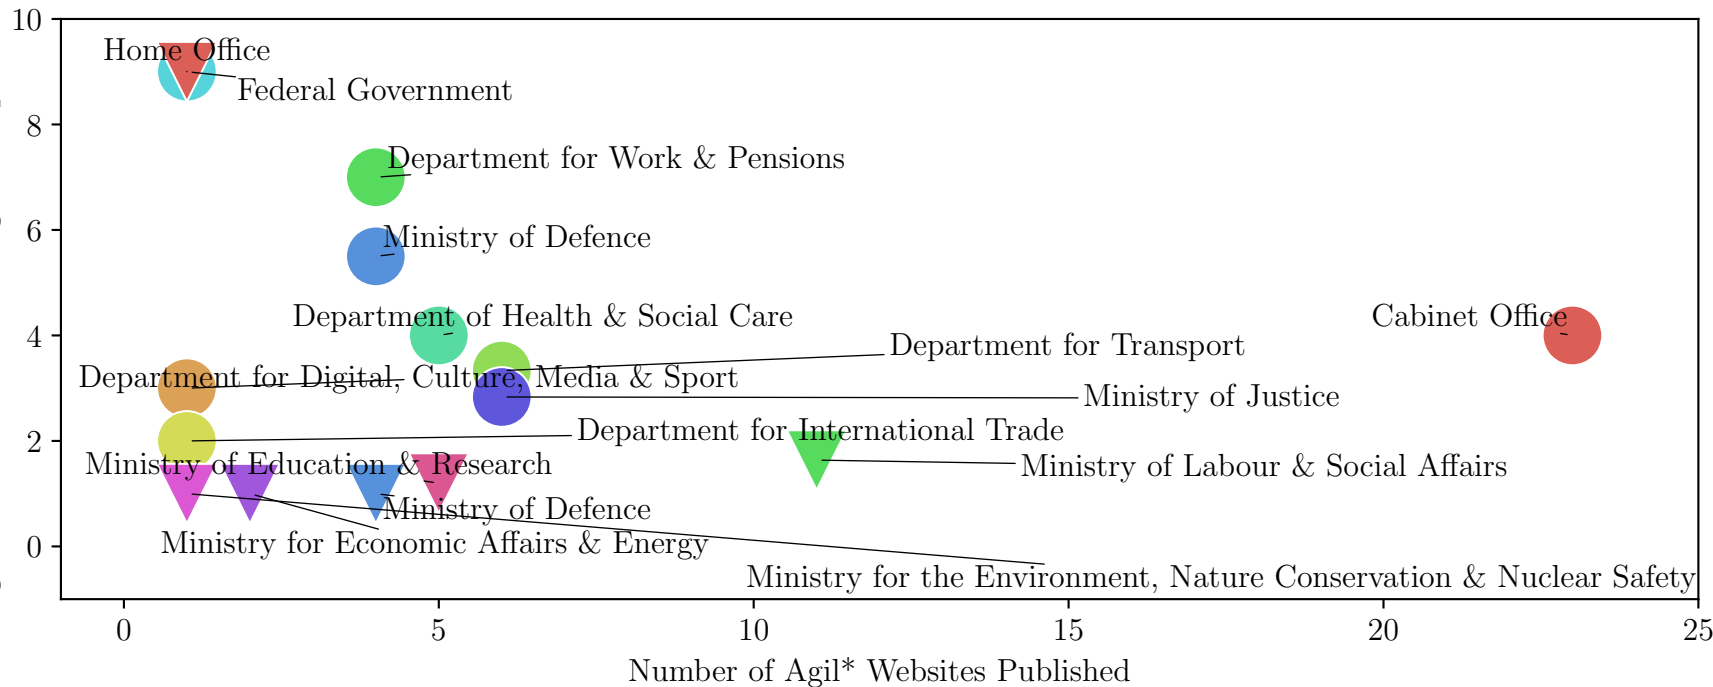 10
Home Office
Federal Government
8
Department for Work & Pensions
6
Ministry of Defence
Department of Health & Social Care
Cabinet Office
4
Department for Transport
Department for Digital, Culture, Media & Sport
Ministry of Justice
2
Department for International Trade
Ministry of Education & Research
Ministry of Labour & Social Affairs
Ministry of Defence
0
Ministry for Economic Affairs & Energy
Ministry for the Environment, Nature Conservation & Nuclear Safety
0 5 10 15 20 25
Number of Agil* Websites Published